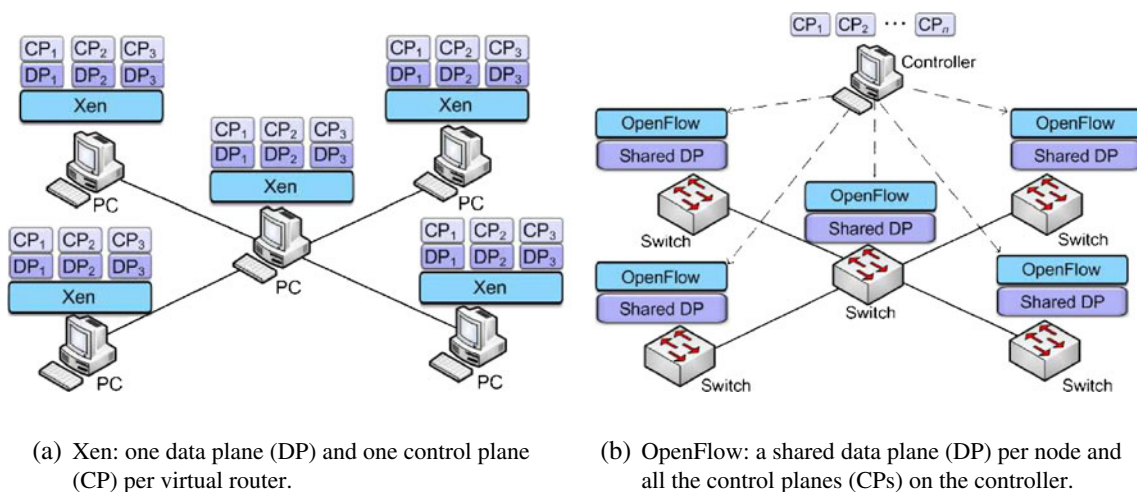 CP1 CP2 CP3
DP1 DP2 DP3
Xen
PC
CP1 CP2 CP3
DP1 DP2 DP3
Xen
PC
CP1 CP2 CP3
DP1 DP2 DP3
Xen
PC
CP1 CP2 CP3
DP1 DP2 DP3
Xen
PC
CP1 CP2 CP3
DP1 DP2 DP3
Xen
PC
(a) Xen: one data plane (DP) and one control plane
(CP) per virtual router.
CP1 CP2 ··· CPn
Controller
OpenFlow
Shared DP
Switch
OpenFlow
Shared DP
Switch
OpenFlow
Shared DP
Switch
OpenFlow
Shared DP
Switch
OpenFlow
Shared DP
Switch
(b) OpenFlow: a shared data plane (DP) per node and
all the control planes (CPs) on the controller.